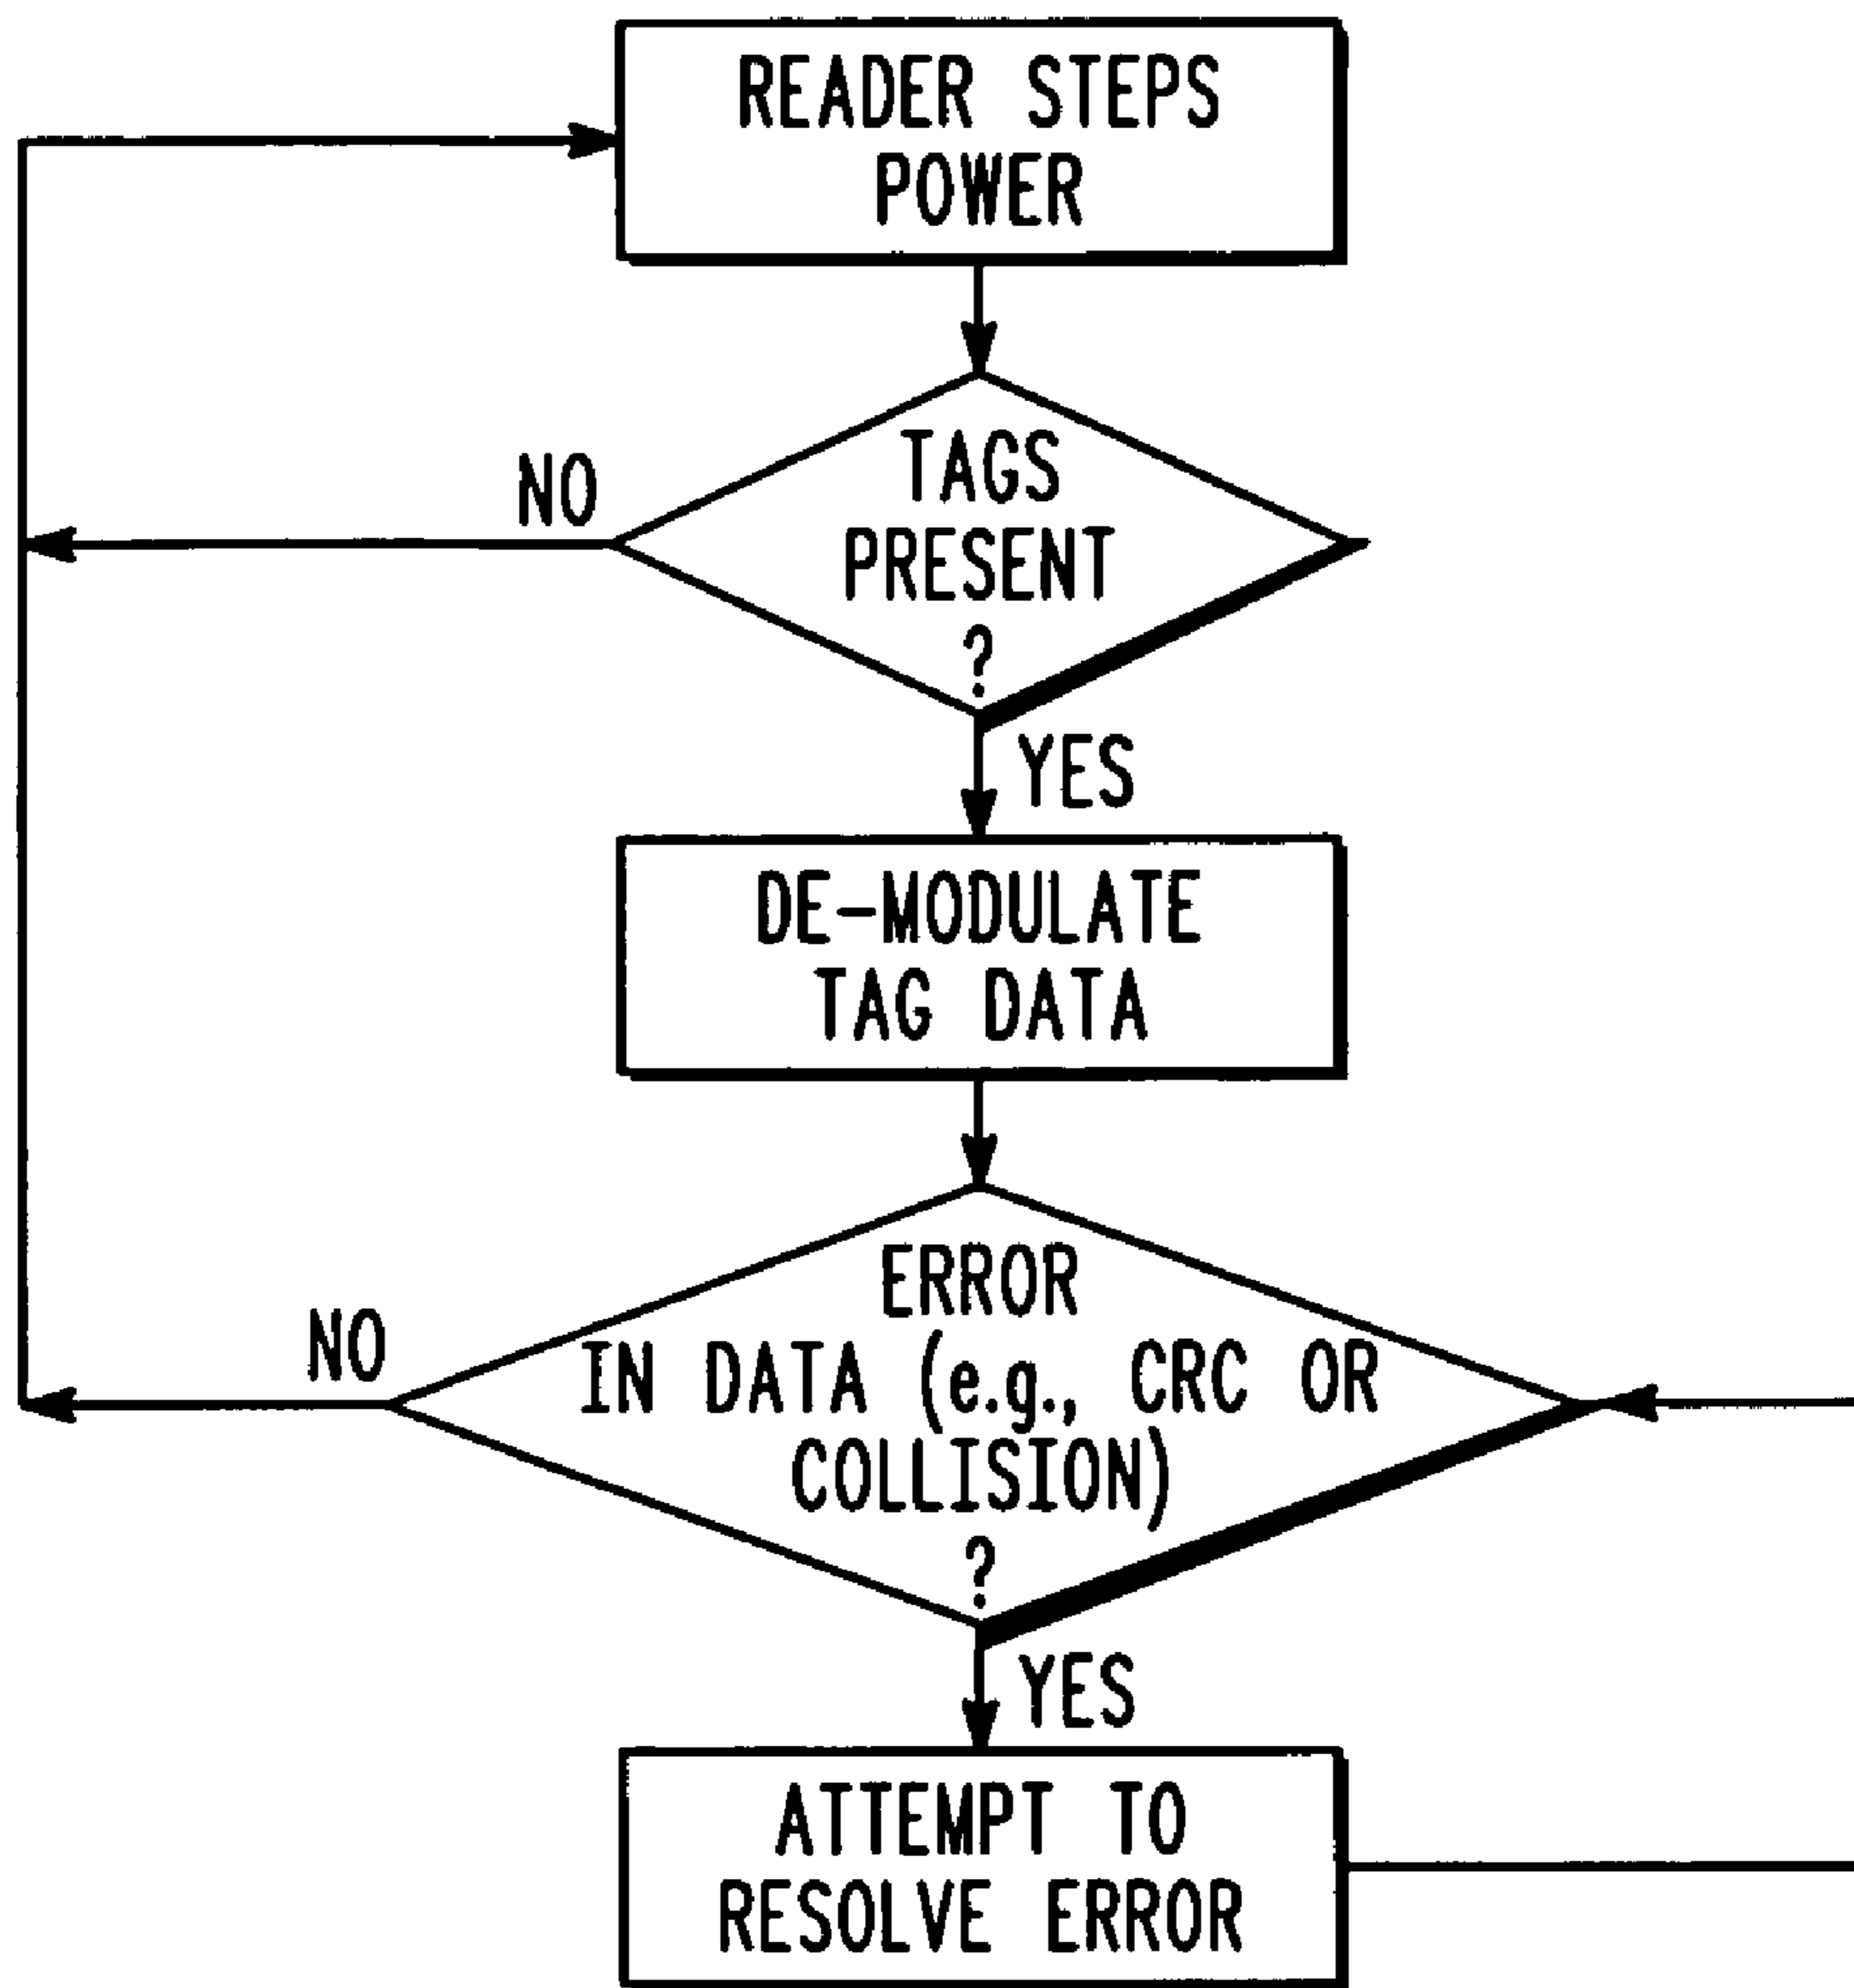 READER STEPS
POWER
NO
TAGS
PRESENT
?
YES
DE-MODULATE
TAG DATA
NO
ERROR
IN DATA (e.g., CRC OR
COLLISION)
?
YES
ATTEMPT TO
RESOLVE ERROR